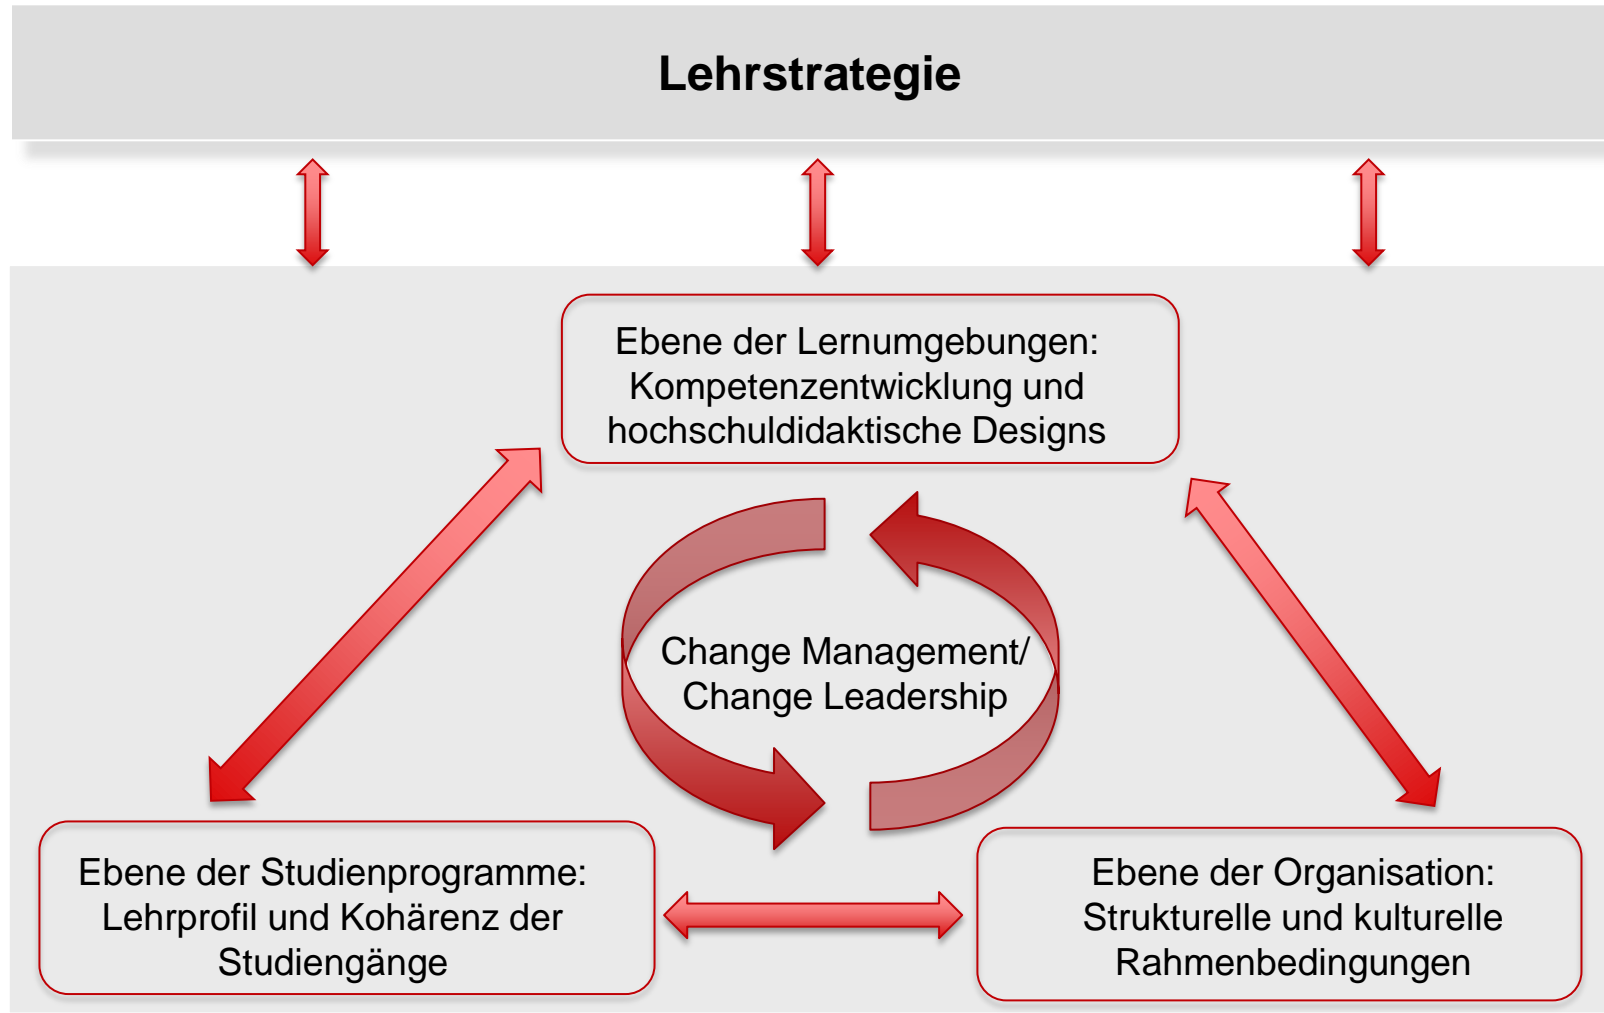 Lehrstrategie
Ebene der Lernumgebungen:
Kompetenzentwicklung und
hochschuldidaktische Designs
Change Management/
Change Leadership
Ebene der Studienprogramme:
Lehrprofil und Kohärenz der
Studiengänge
Ebene der Organisation:
Strukturelle und kulturelle
Rahmenbedingungen